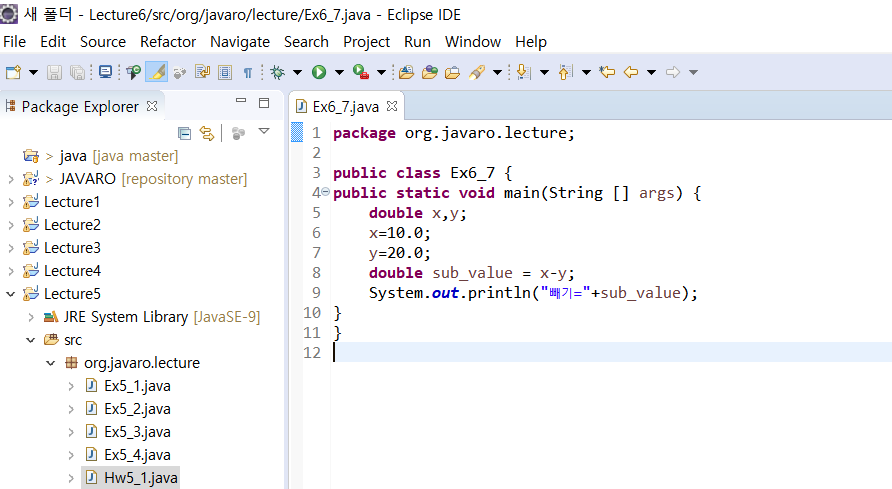 새 폴더 - Lecture6/src/org/javaro/lecture/Ex6_7.java - Eclipse IDE
File Edit Source Refactor Navigate Search Project Run Window Help
Package Explorer
> java [java master]
> JAVARO [repository master]
Lecture1
Lecture2
Lecture3
Lecture4
Lecture5
JRE System Library [JavaSE-9]
src
org.javaro.lecture
Ex5_1.java
Ex5_2.java
Ex5_3.java
Ex5_4.java
Hw5_1.java
Ex6_7.java
1 package org.javaro.lecture;
2
3 public class Ex6_7 {
4 public static void main(String [] args) {
5 double x,y;
6 x=10.0;
7 y=20.0;
8 double sub_value = x-y;
9 System.out.println("빼기="+sub_value);
10 }
11 }
12